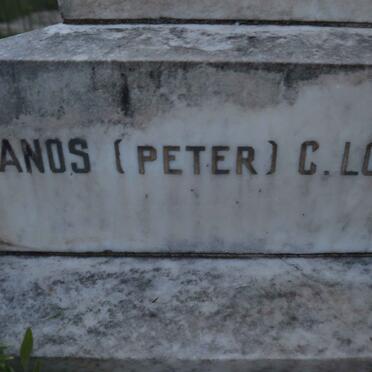 ANOS (PETER) C. LO